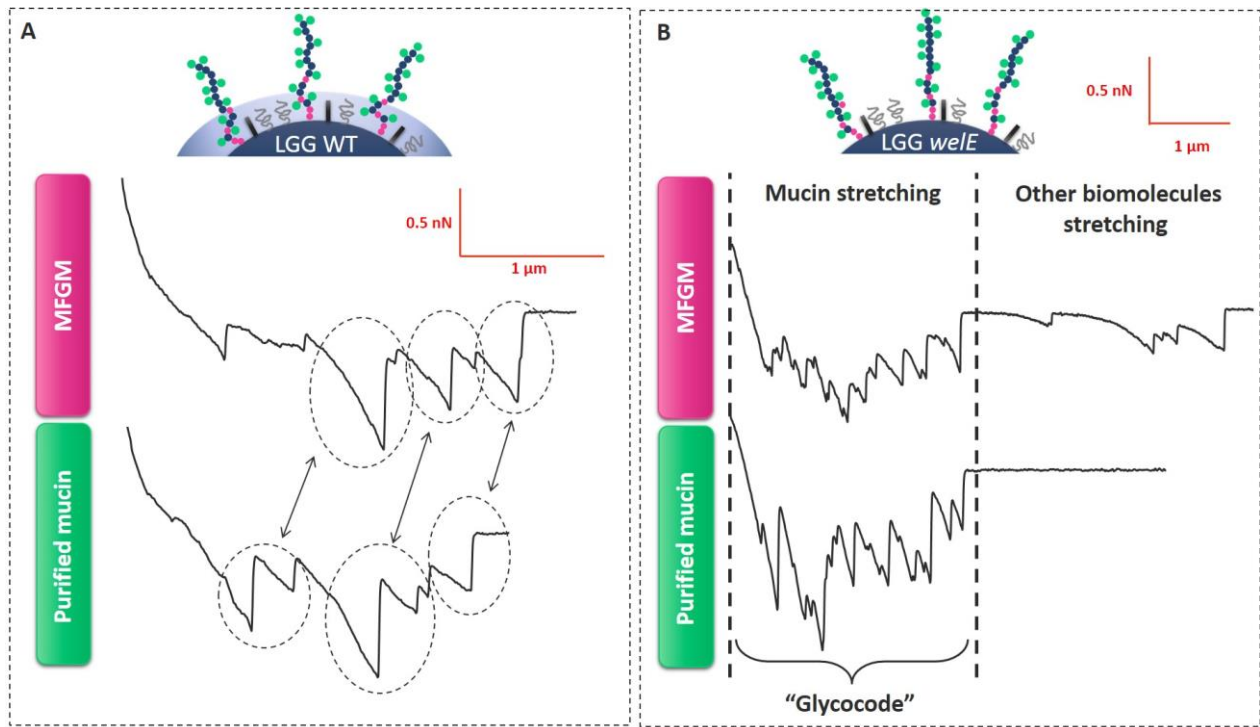 A
LGG WT
MFGM
0.5 nN
1 µm
Purified mucin
B
LGG welE
0.5 nN
1 µm
Mucin stretching
Other biomolecules
stretching
MFGM
Purified mucin
“Glycocode”